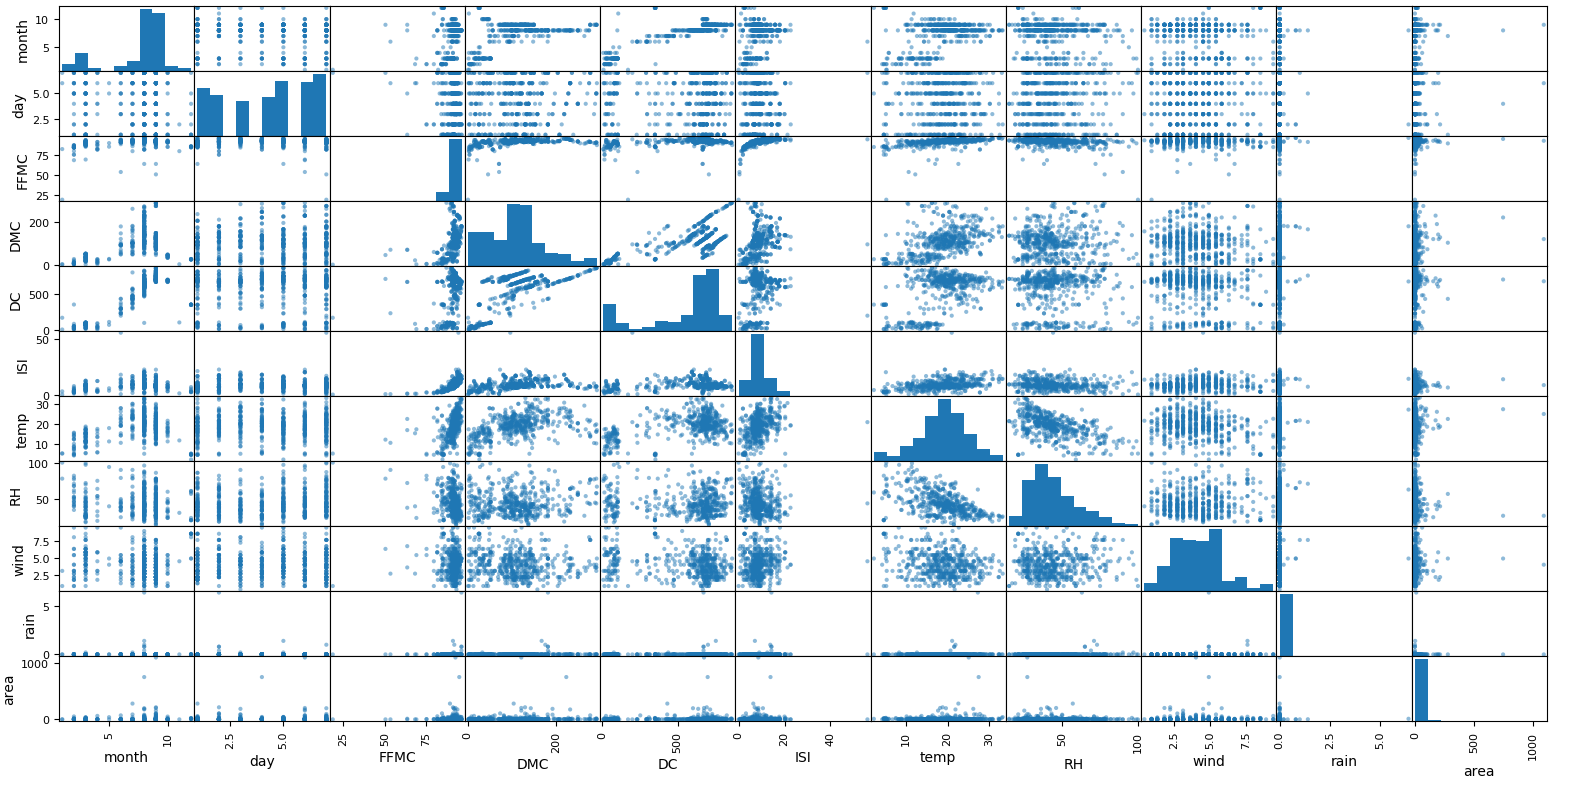 month
10
5
day
5.0
2.5
FFMC
75
50
25
DMC
200
0
DC
500
0
ISI
50
0
temp
30
20
10
RH
100
50
wind
7.5
5.0
2.5
rain
5
0
area
1000
0
5 10 2.5 5.0 25 50 75 0 200 0 500 0 20 40 10 20 30 50 100 2.5 5.0 7.5 0.0 2.5 5.0 0 500 1000
month day FFMC DMC DC ISI temp RH wind rain area